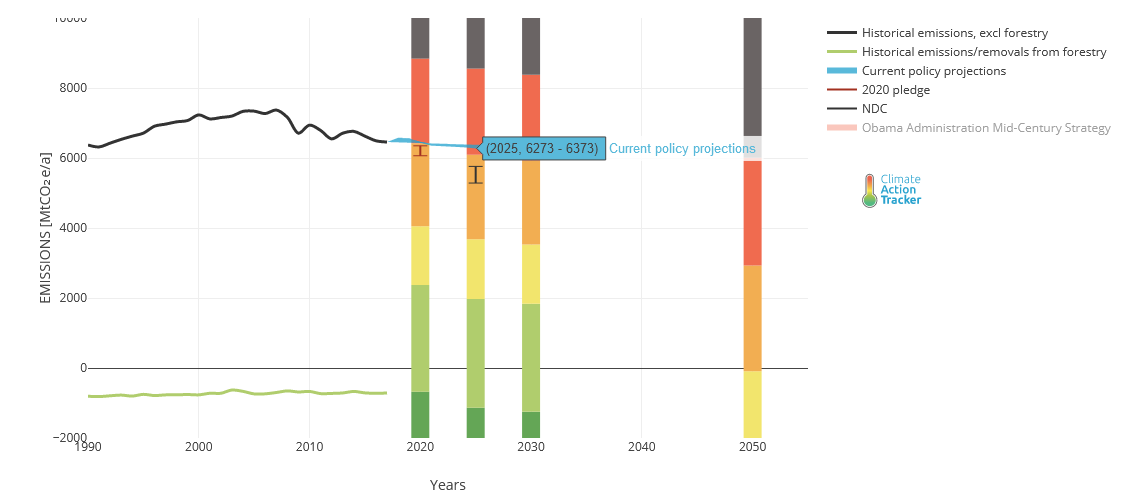 10000
8000
6000
4000
2000
0
−2000
EMISSIONS [MtCO₂e/a]
1990
2000
2010
2020
2030
2040
2050
Years
(2025, 6273 - 6373)
Current policy projections
Historical emissions, excl forestry
Historical emissions/removals from forestry
Current policy projections
2020 pledge
NDC
Obama Administration Mid-Century Strategy
Climate
Action
Tracker